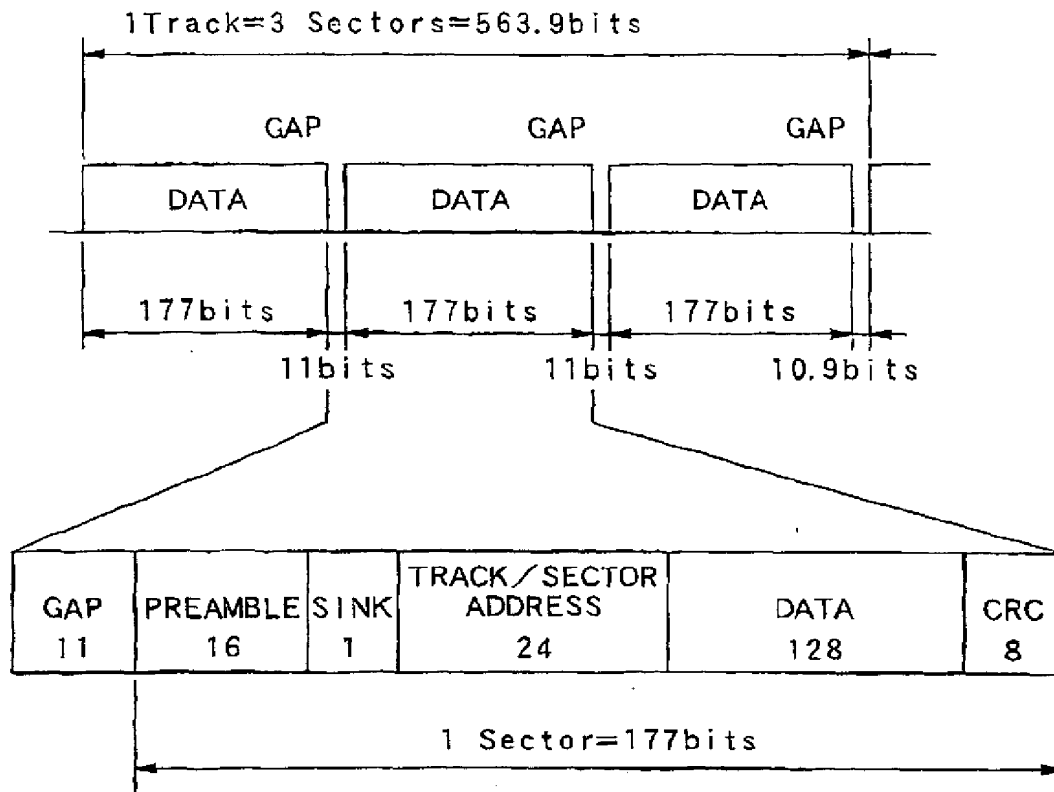 1Track=3 Sectors=563.9bits
GAP GAP GAP
DATA DATA DATA
177bits 177bits 177bits
11bits 11bits 10.9bits
GAP
11
PREAMBLE
16
SINK
1
TRACK/SECTOR
ADDRESS
24
DATA
128
CRC
8
1 Sector=177bits